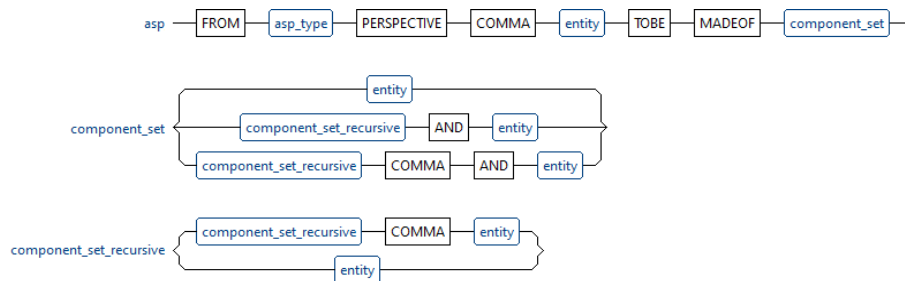 asp FROM asp_type PERSPECTIVE COMMA entity TOBE MADEOF component_set
entity
component_set component_set_recursive AND entity
component_set_recursive COMMA AND entity
component_set_recursive COMMA entity
component_set_recursive
entity